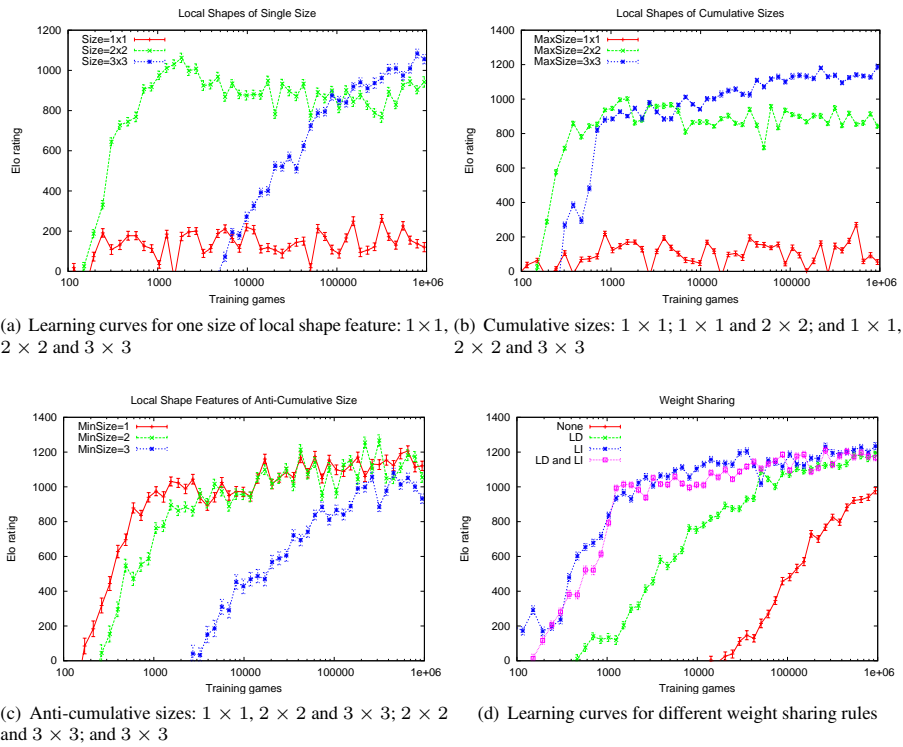 Local Shapes of Single Size
1200
1000
800
600
400
200
0
Elo rating
Size=1x1
Size=2x2
Size=3x3
100
1000
10000
100000
1e+06
Training games
(a) Learning curves for one size of local shape feature: 1×1,
2 × 2 and 3 × 3
Local Shapes of Cumulative Sizes
1400
1200
1000
800
600
400
200
0
Elo rating
MaxSize=1x1
MaxSize=2x2
MaxSize=3x3
100
1000
10000
100000
1e+06
Training games
(b) Cumulative sizes: 1 × 1; 1 × 1 and 2 × 2; and 1 × 1,
2 × 2 and 3 × 3
Local Shape Features of Anti-Cumulative Size
1400
1200
1000
800
600
400
200
0
Elo rating
MinSize=1
MinSize=2
MinSize=3
100
1000
10000
100000
1e+06
Training games
(c) Anti-cumulative sizes: 1 × 1, 2 × 2 and 3 × 3; 2 × 2
and 3 × 3; and 3 × 3
Weight Sharing
1400
1200
1000
800
600
400
200
0
Elo rating
None
LD
LI
LD and LI
100
1000
10000
100000
1e+06
Training games
(d) Learning curves for different weight sharing rules